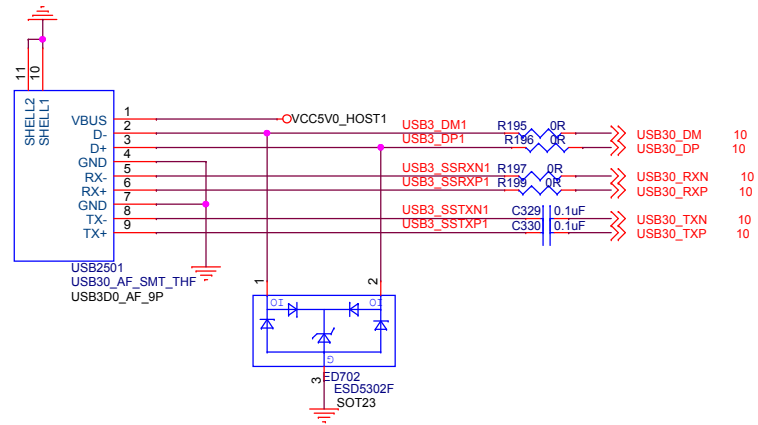 11
10
SHELL2
SHELL1
VBUS 1 VCC5V0_HOST1
D- 2 USB3_DM1 R195 0R USB30_DM 10
D+ 3 USB3_DP1 R196 0R USB30_DP 10
GND 4
RX- 5 USB3_SSRXN1 R197 0R USB30_RXN 10
RX+ 6 USB3_SSRXP1 R199 0R USB30_RXP 10
GND 7
TX- 8 USB3_SSTXN1 C329 0.1uF USB30_TXN 10
TX+ 9 USB3_SSTXP1 C330 0.1uF USB30_TXP 10
USB2501
USB30_AF_SMT_THF
USB3D0_AF_9P
1 2
IO IO
G
3
ED702
ESD5302F
SOT23